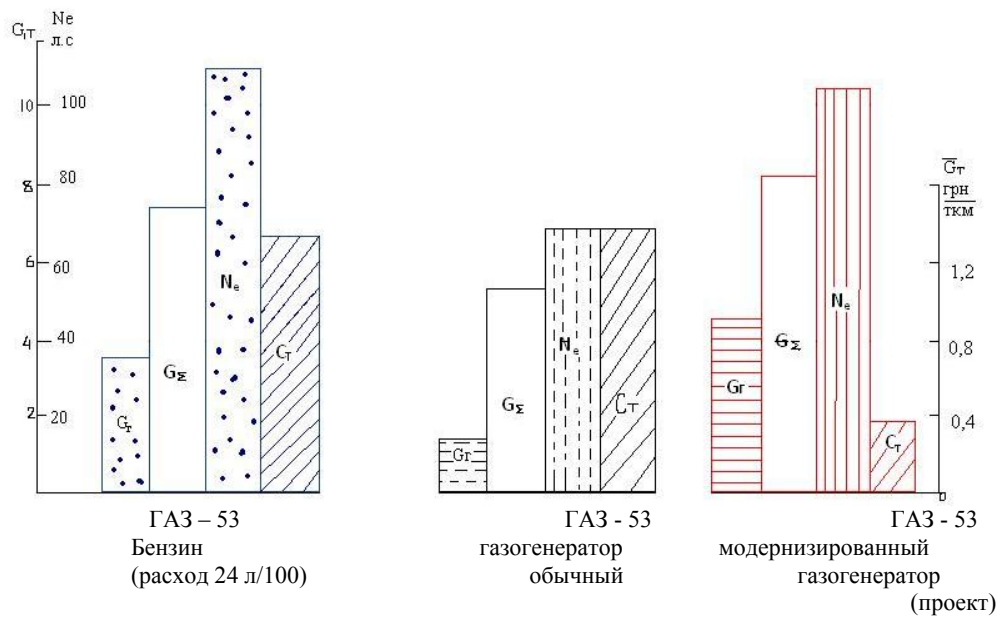 Ne
G,т л.с
10 100
8 80
6 60
4 40
2 20
Gт
GΣ
Nе
Cт
Gг
GΣ
Nе
Cт
Gг
GΣ
Nе
Cт
G̅т
грн
ткм
1,2
0,8
0,4
0
ГАЗ – 53
Бензин
(расход 24 л/100)
ГАЗ - 53
газогенератор
обычный
ГАЗ - 53
модернизированный
газогенератор
(проект)